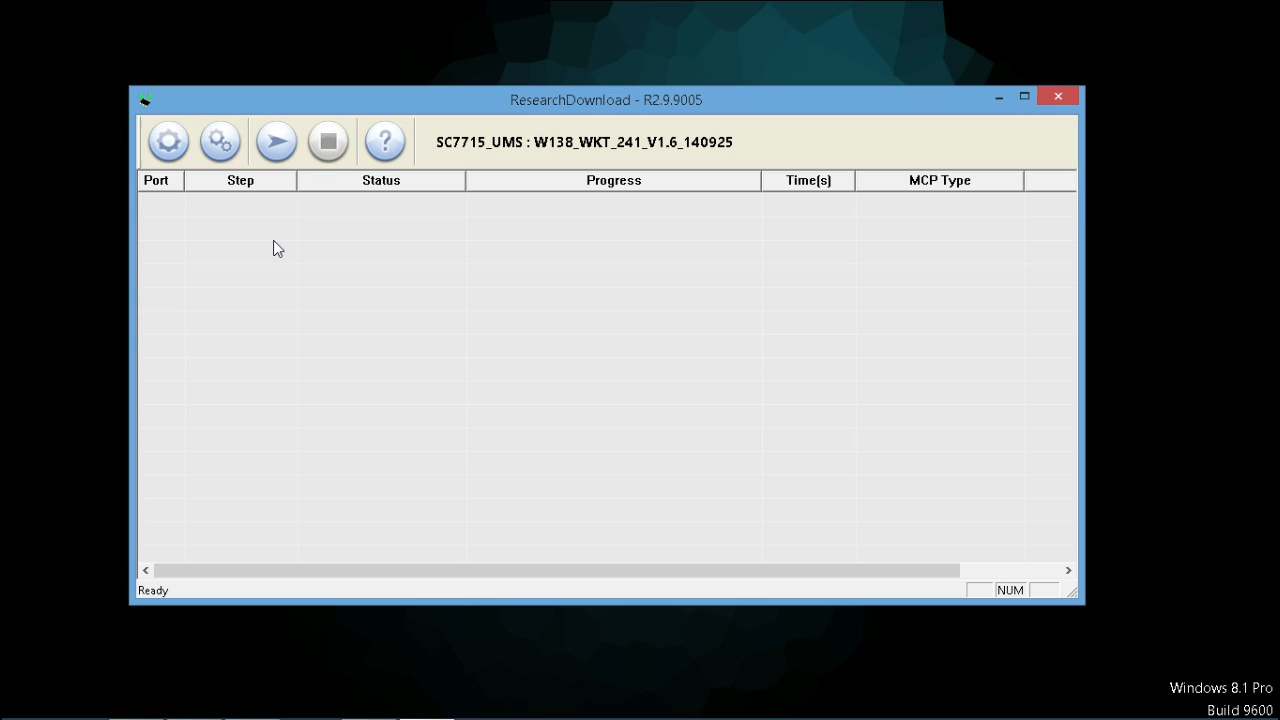 ResearchDownload - R2.9.9005
SC7715_UMS : W138_WKT_241_V1.6_140925
Port Step Status Progress Time(s) MCP Type
Ready NUM
Windows 8.1 Pro
Build 9600